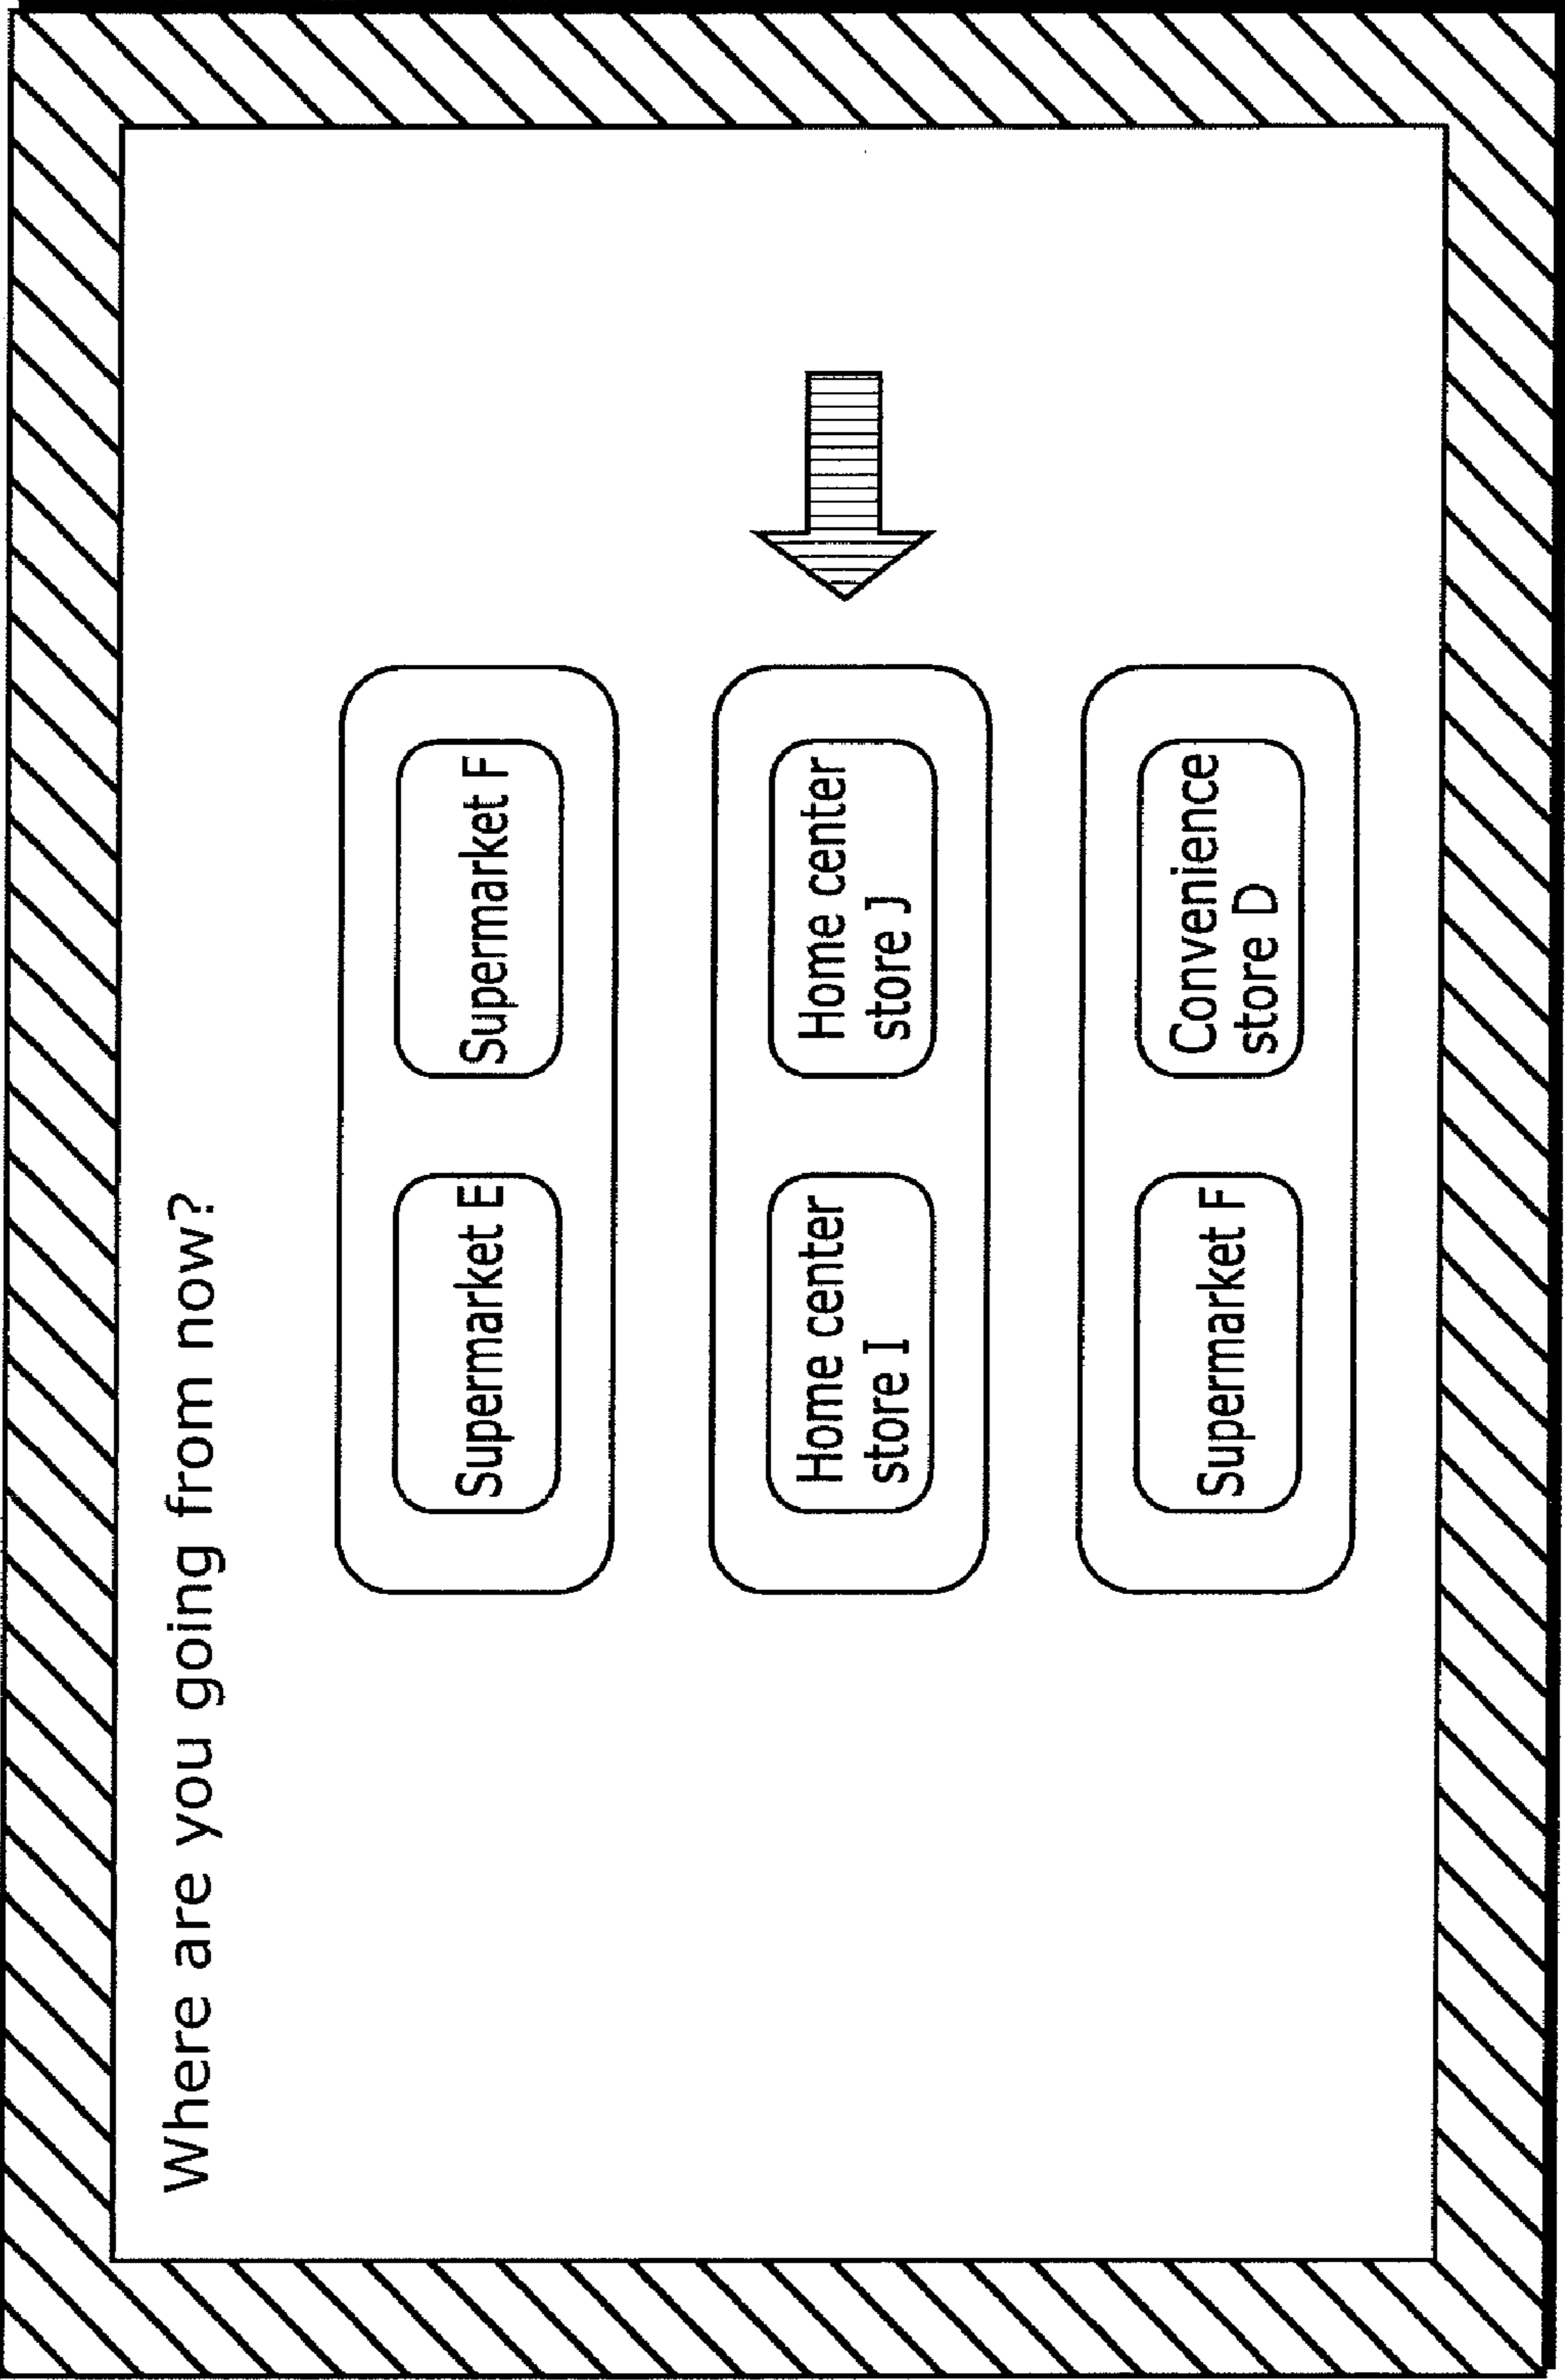 Where are you going from now?
Supermarket E
Supermarket F
Home center
store I
Home center
store J
Supermarket F
Convenience
store D